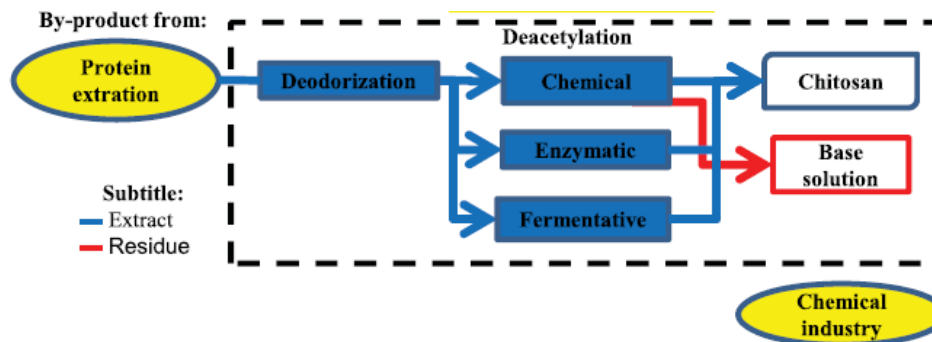 By-product from:
Protein
extration
Deodorization
Deacetylation
Chemical
Enzymatic
Fermentative
Chitosan
Base
solution
Subtitle:
Extract
Residue
Chemical
industry